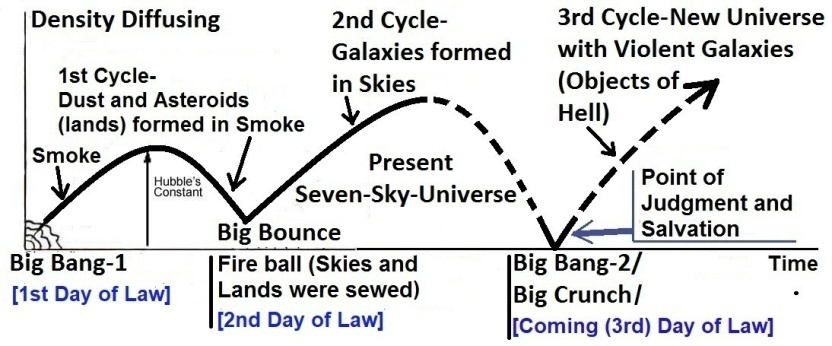 Density Diffusing
1st Cycle-
Dust and Asteroids
(lands) formed in Smoke
Smoke
Hubble's
Constant
2nd Cycle-
Galaxies formed
in Skies
Present
Seven-Sky-Universe
3rd Cycle-New Universe
with Violent Galaxies
(Objects of
Hell)
Point of
Judgment and
Salvation
Big Bounce
Big Bang-1
[1st Day of Law]
Fire ball (Skies and
Lands were sewed)
[2nd Day of Law]
Big Bang-2/
Big Crunch/
[Coming (3rd) Day of Law]
Time